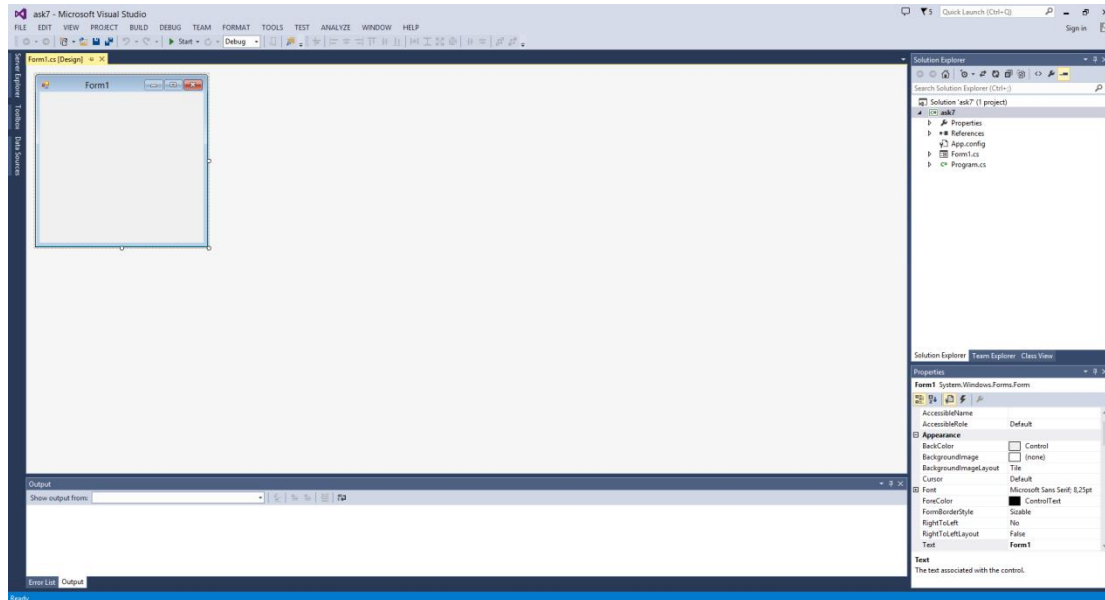 ask7 - Microsoft Visual Studio
5
Quick Launch (Ctrl+Q)
FILE EDIT VIEW PROJECT BUILD DEBUG TEAM FORMAT TOOLS TEST ANALYZE WINDOW HELP
Sign in
Start
Debug
Server Explorer
Toolbox
Data Sources
Form1.cs [Design]
Form1
Solution Explorer
Search Solution Explorer (Ctrl+;)
Solution 'ask7' (1 project)
ask7
Properties
References
App.config
Form1.cs
C# Program.cs
Solution Explorer Team Explorer Class View
Properties
Form1 System.Windows.Forms.Form
AccessibleName
AccessibleRole Default
Appearance
BackColor Control
BackgroundImage (none)
BackgroundImageLayout Tile
Cursor Default
Font Microsoft Sans Serif; 8,25pt
ForeColor ControlText
FormBorderStyle Sizable
RightToLeft No
RightToLeftLayout False
Text Form1
Text
The text associated with the control.
Output
Show output from:
Error List Output
Ready